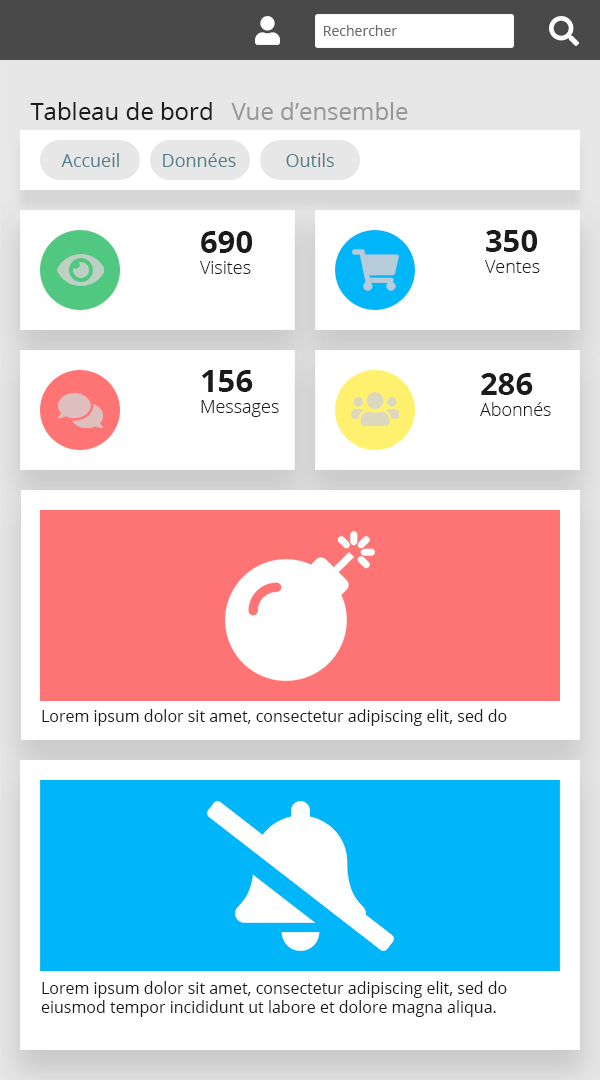 Rechercher
Tableau de bord Vue d’ensemble
Accueil Données Outils
690
Visites
350
Ventes
156
Messages
286
Abonnés
Lorem ipsum dolor sit amet, consectetur adipiscing elit, sed do
Lorem ipsum dolor sit amet, consectetur adipiscing elit, sed do
eiusmod tempor incididunt ut labore et dolore magna aliqua.